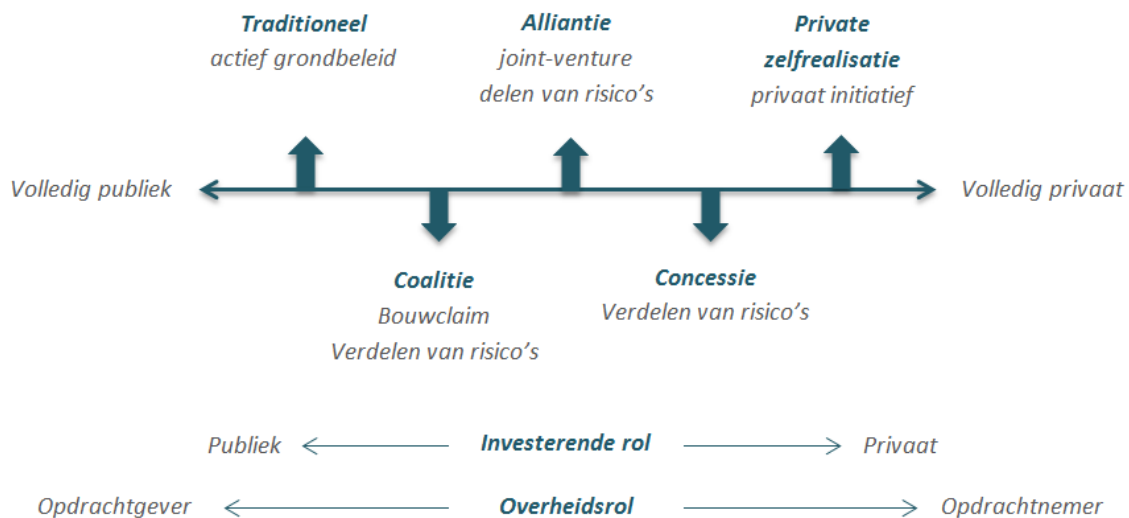 Traditioneel
actief grondbeleid
Alliantie
joint-venture
delen van risico's
Private
zelfrealisatie
privaat initiatief
Volledig publiek
Volledig privaat
Coalitie
Bouwclaim
Verdelen van risico's
Concessie
Verdelen van risico's
Publiek
Investerende rol
Privaat
Opdrachtgever
Overheidsrol
Opdrachtnemer